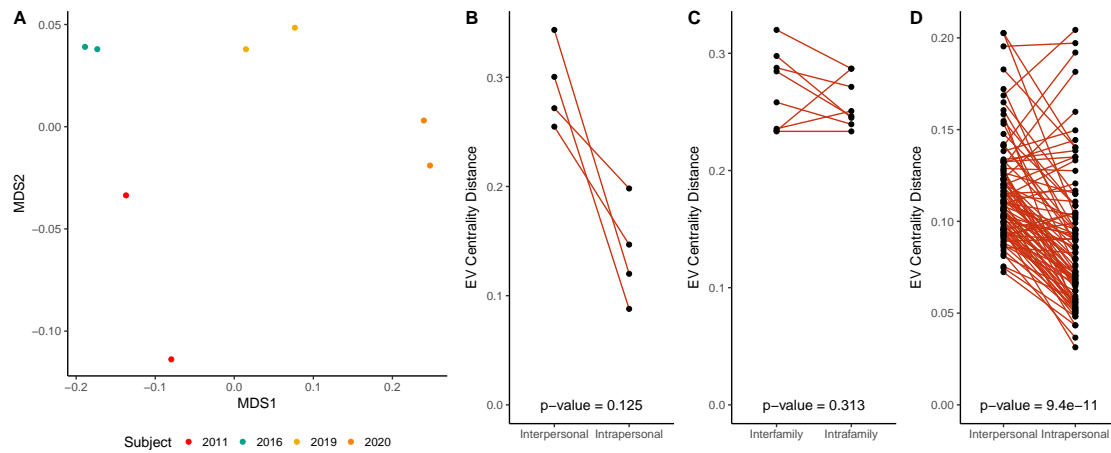 A
B
C
D
0.05
0.00
−0.05
−0.10
MDS2
−0.2
−0.1
0.0
0.1
0.2
MDS1
Subject
2011
2016
2019
2020
EV Centrality Distance
0.3
0.2
0.1
0.0
p−value = 0.125
Interpersonal
Intrapersonal
EV Centrality Distance
0.3
0.2
0.1
0.0
p−value = 0.313
Interfamily
Intrafamily
EV Centrality Distance
0.20
0.15
0.10
0.05
0.00
p−value = 9.4e−11
Interpersonal
Intrapersonal